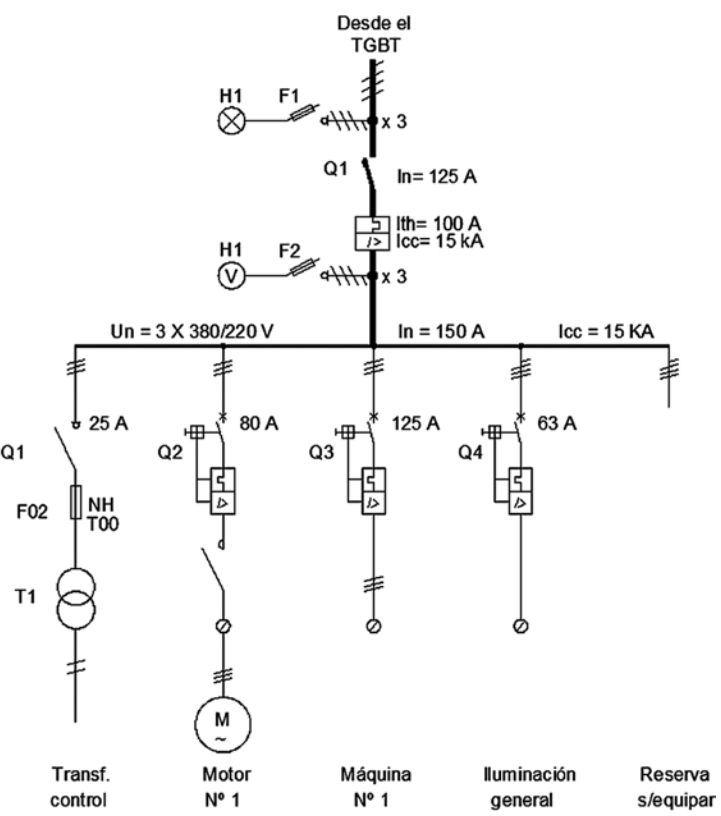 Desde el
TGBT
H1
F1
x 3
Q1
In= 125 A
Ith= 100 A
I>
Icc= 15 kA
H1
F2
V
x 3
Un = 3 X 380/220 V
In = 150 A
Icc = 15 KA
25 A
80 A
125 A
63 A
Q1
Q2
Q3
Q4
F02
NH
T00
I>
I>
I>
T1
M
~
Transf.
control
Motor
Nº 1
Máquina
Nº 1
Iluminación
general
Reserva
s/equipar